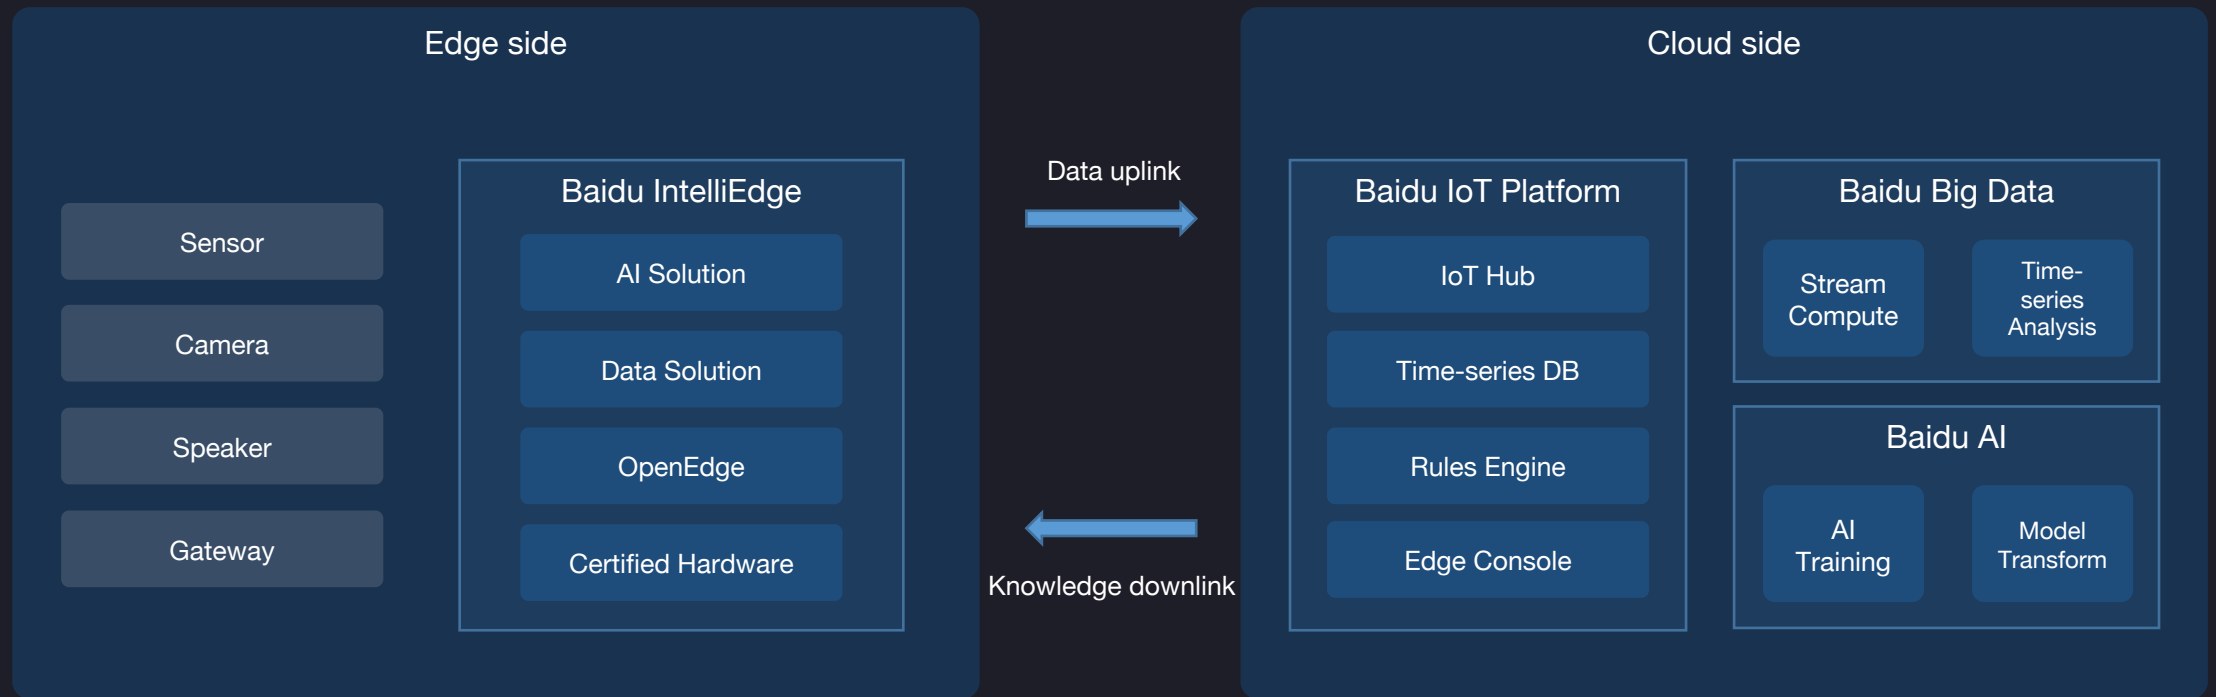 Edge side
Sensor
Camera
Speaker
Gateway
Baidu IntelliEdge
AI Solution
Data Solution
OpenEdge
Certified Hardware
Data uplink
Knowledge downlink
Cloud side
Baidu IoT Platform
IoT Hub
Time-series DB
Rules Engine
Edge Console
Baidu Big Data
Stream
Compute
Time-
series
Analysis
Baidu AI
AI
Training
Model
Transform